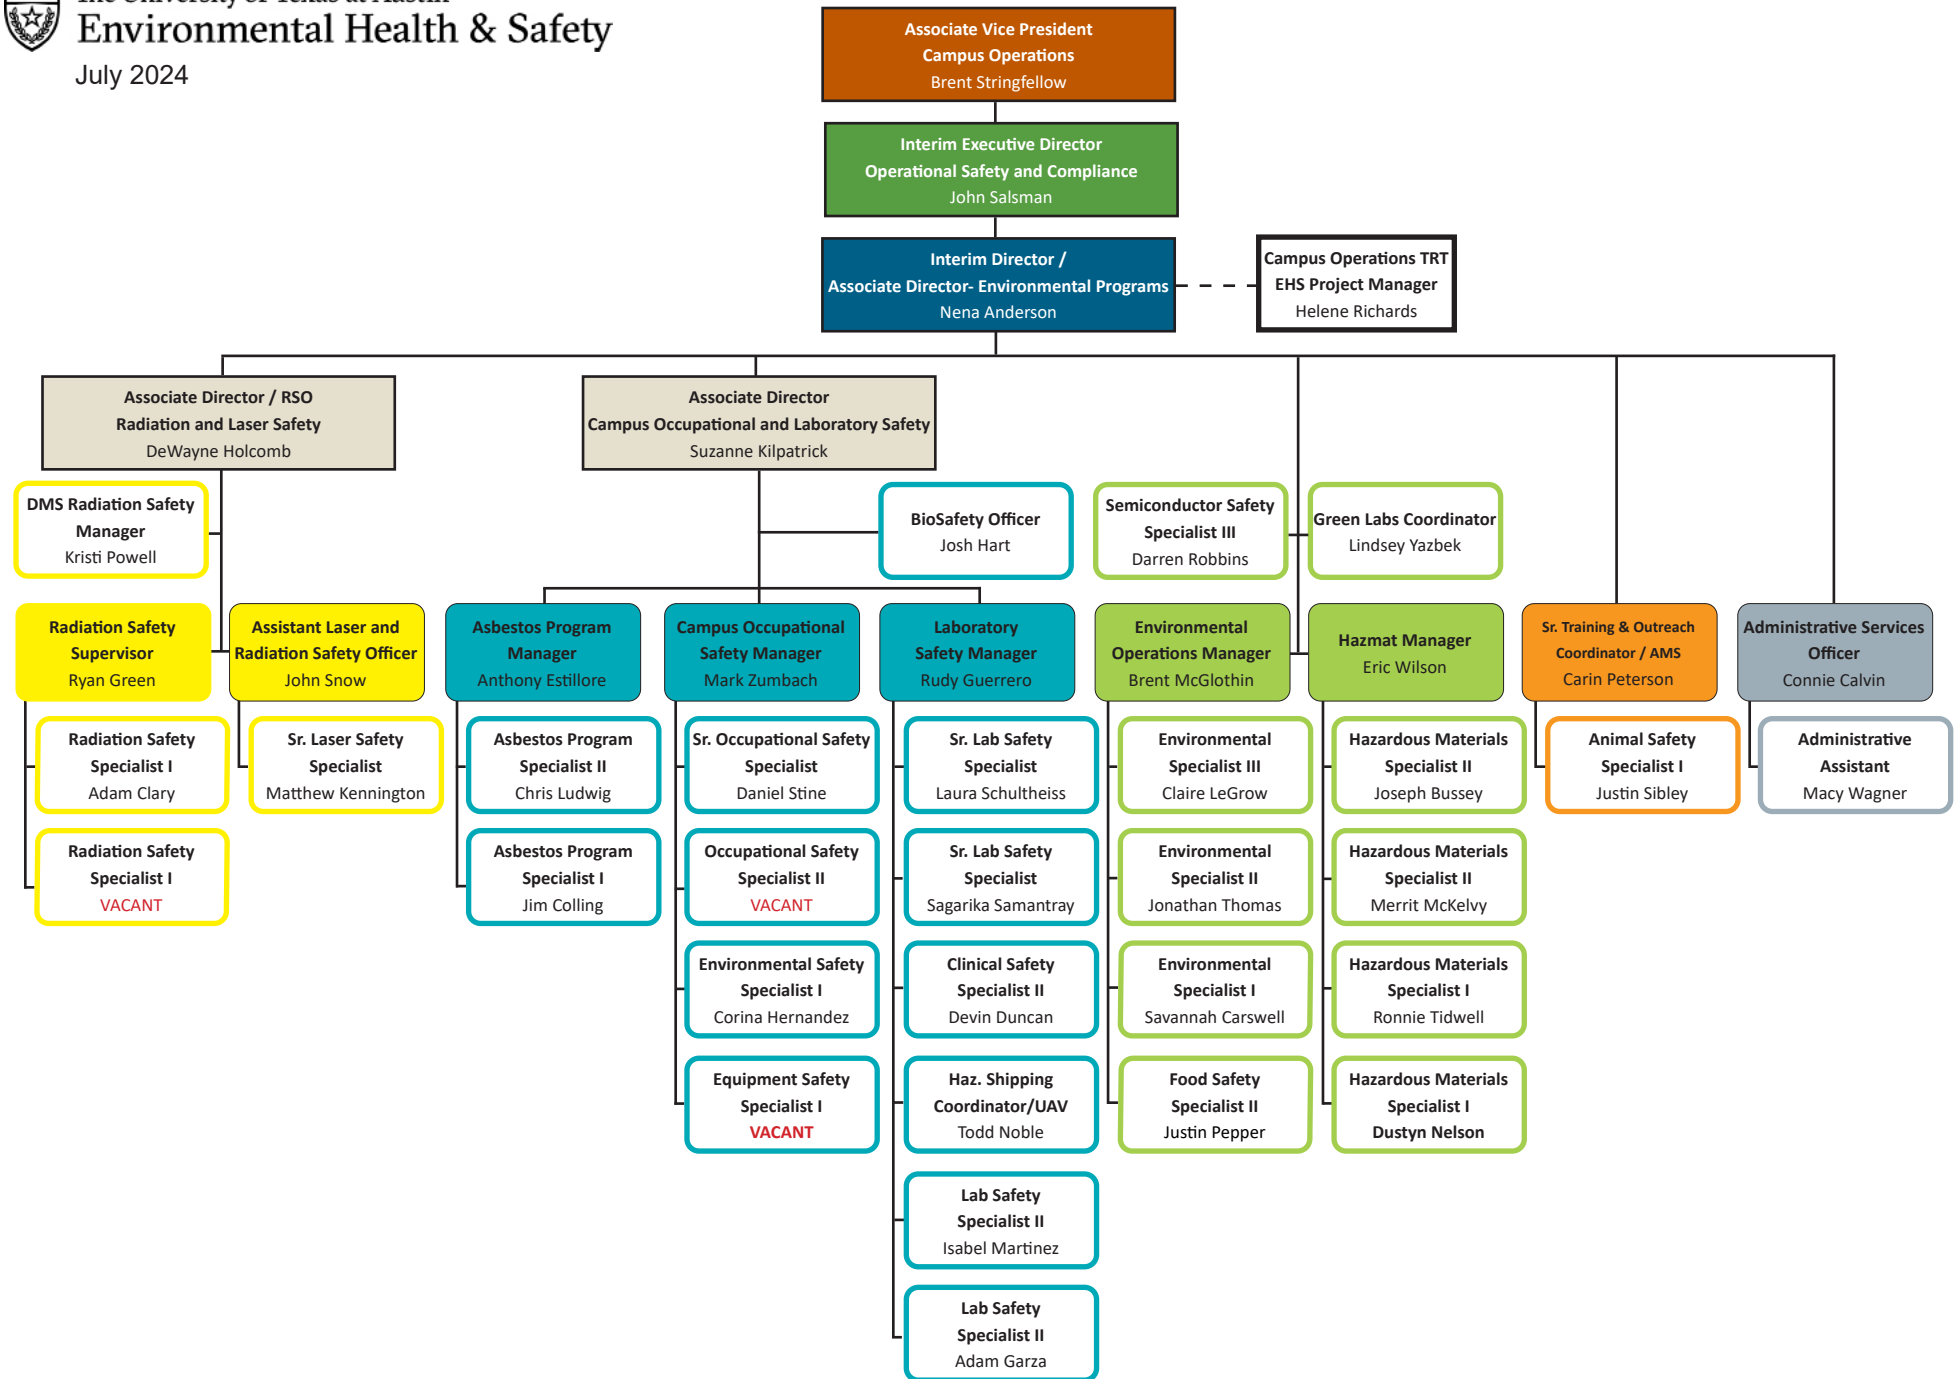 The University of Texas at Austin
Environmental Health & Safety
July 2024
Associate Vice President
Campus Operations
Brent Stringfellow
Interim Executive Director
Operational Safety and Compliance
John Salsman
Interim Director /
Associate Director- Environmental Programs
Nena Anderson
Campus Operations TRT
EHS Project Manager
Helene Richards
Associate Director / RSO
Radiation and Laser Safety
DeWayne Holcomb
Associate Director
Campus Occupational and Laboratory Safety
Suzanne Kilpatrick
DMS Radiation Safety
Manager
Kristi Powell
BioSafety Officer
Josh Hart
Semiconductor Safety
Specialist III
Darren Robbins
Green Labs Coordinator
Lindsey Yazbek
Radiation Safety
Supervisor
Ryan Green
Assistant Laser and
Radiation Safety Officer
John Snow
Asbestos Program
Manager
Anthony Estillore
Campus Occupational
Safety Manager
Mark Zumbach
Laboratory
Safety Manager
Rudy Guerrero
Environmental
Operations Manager
Brent McGlothin
Hazmat Manager
Eric Wilson
Sr. Training & Outreach
Coordinator / AMS
Carin Peterson
Administrative Services
Officer
Connie Calvin
Radiation Safety
Specialist I
Adam Clary
Sr. Laser Safety
Specialist
Matthew Kennington
Asbestos Program
Specialist II
Chris Ludwig
Sr. Occupational Safety
Specialist
Daniel Stine
Sr. Lab Safety
Specialist
Laura Schultheiss
Environmental
Specialist III
Claire LeGrow
Hazardous Materials
Specialist II
Joseph Bussey
Animal Safety
Specialist I
Justin Sibley
Administrative
Assistant
Macy Wagner
Radiation Safety
Specialist I
VACANT
Asbestos Program
Specialist I
Jim Colling
Occupational Safety
Specialist II
VACANT
Sr. Lab Safety
Specialist
Sagarika Samantray
Environmental
Specialist II
Jonathan Thomas
Hazardous Materials
Specialist II
Merrit McKelvy
Environmental Safety
Specialist I
Corina Hernandez
Clinical Safety
Specialist II
Devin Duncan
Environmental
Specialist I
Savannah Carswell
Hazardous Materials
Specialist I
Ronnie Tidwell
Equipment Safety
Specialist I
VACANT
Haz. Shipping
Coordinator/UAV
Todd Noble
Food Safety
Specialist II
Justin Pepper
Hazardous Materials
Specialist I
Dustyn Nelson
Lab Safety
Specialist II
Isabel Martinez
Lab Safety
Specialist II
Adam Garza